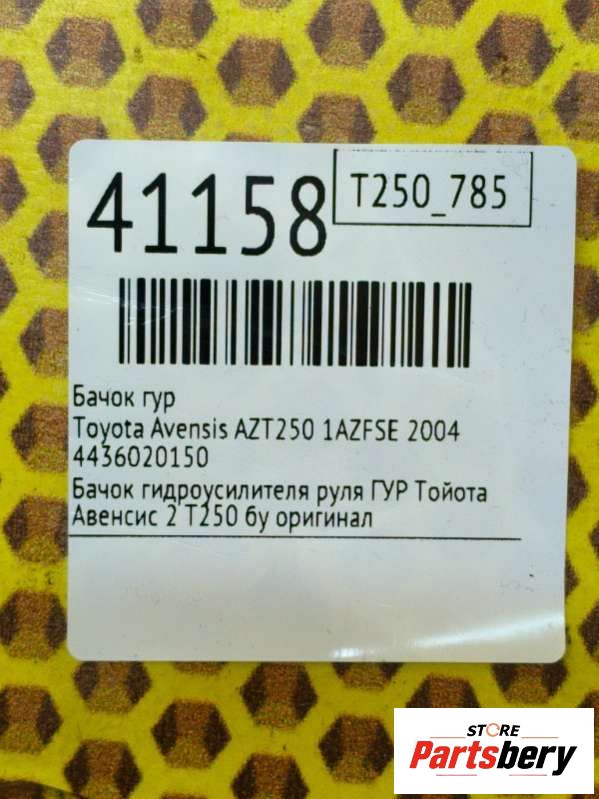 41158
T250_785
Бачок гур
Toyota Avensis AZT250 1AZFSE 2004
4436020150
Бачок гидроусилителя руля ГУР Тойота
Авенсис 2 T250 бу оригинал
STORE
Partsbery